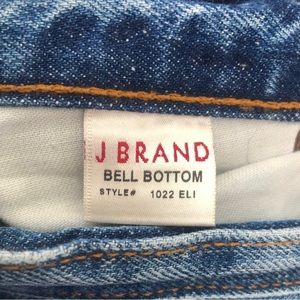 J BRAND
BELL BOTTOM
STYLE# 1022 ELI